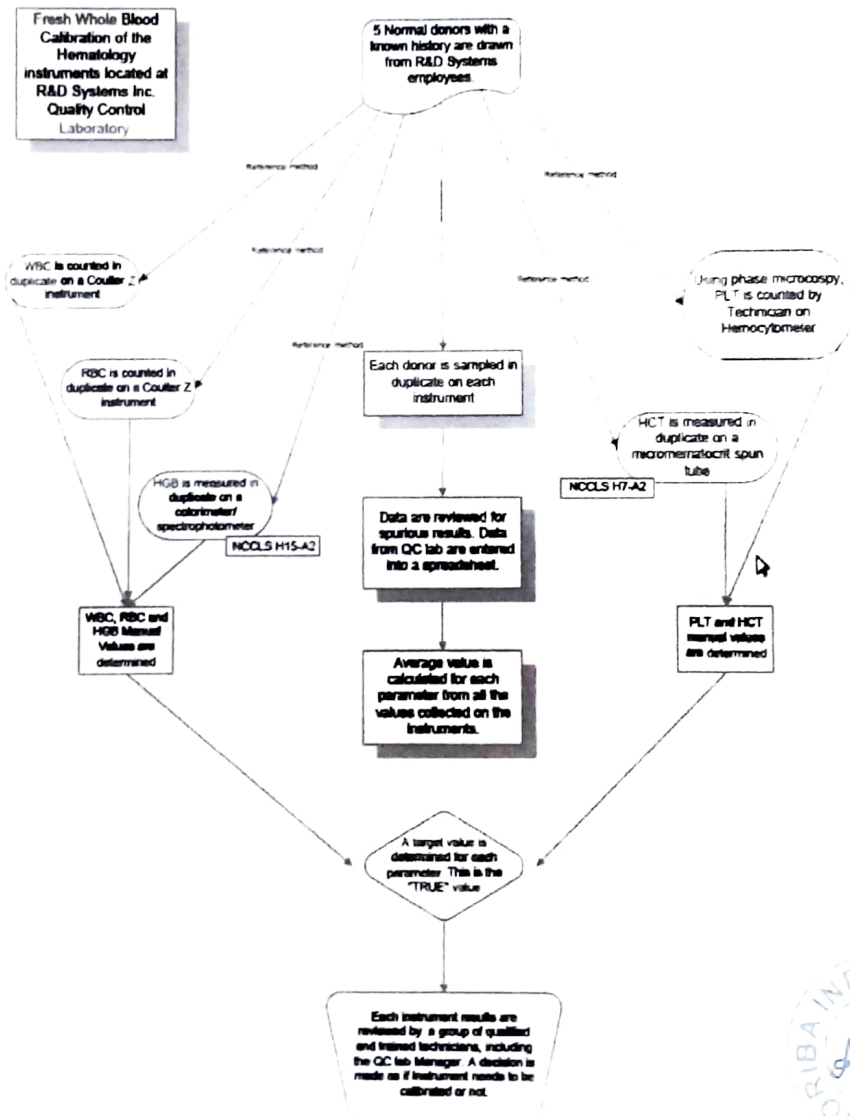 Fresh Whole Blood
Calibration of the
Hematology
instruments located at
R&D Systems Inc.
Quality Control
Laboratory
5 Normal donors with a
known history are drawn
from R&D Systems
employees.
Reference method
Reference method
Reference method
Reference method
Reference method
WBC is counted in
duplicate on a Coulter Z
instrument
Using phase microscopy,
PLT is counted by
Technician on
Hemocytometer
RBC is counted in
duplicate on a Coulter Z
instrument
Each donor is sampled in
duplicate on each
instrument
HCT is measured in
duplicate on a
spun
tube
NCCLS H7-A2
HGB is measured in
duplicate on a
colorimeter/
spectrophotometer
NCCLS H15-A2
Data are reviewed for
spurious results. Data
from QC lab are entered
into a spreadsheet.
WBC, RBC and
HGB Manual
Values are
determined
PLT and HCT
manual values
are determined
Average value is
calculated for each
parameter from all the
values collected on the
instruments.
A target value is
determined for each
parameter. This is the
"TRUE" value
Each instrument results are
reviewed by a group of qualified
and trained technicians, including
the QC lab Manager. A decision is
made as if instrument needs to be
calibrated or not.
RIBA IN